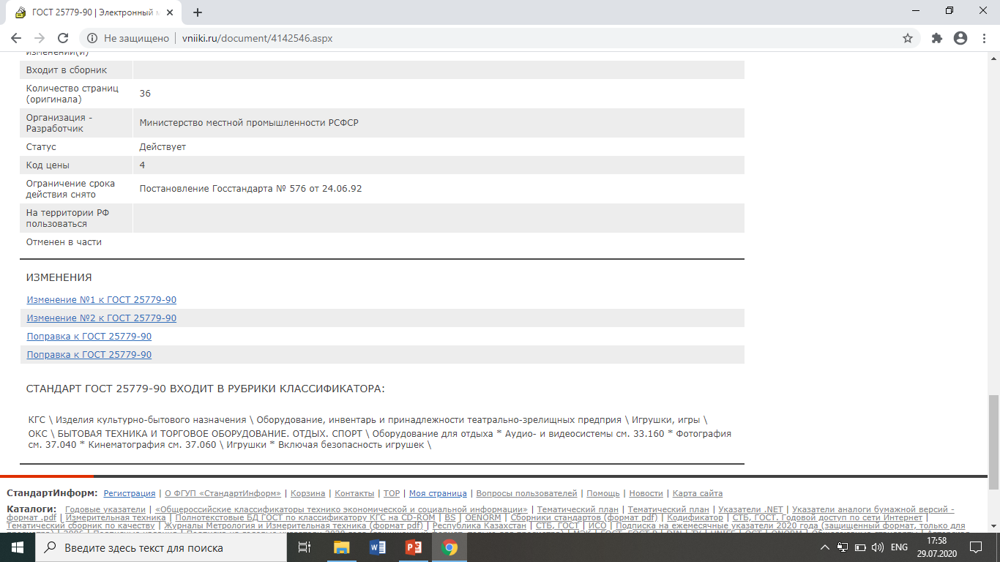 ГОСТ 25779-90 | Электронный м
Не защищено
vniiki.ru/document/4142546.aspx
изменений(и)
Входит в сборник
Количество страниц
(оригинала)
36
Организация -
Разработчик
Министерство местной промышленности РСФСР
Статус
Действует
Код цены
4
Ограничение срока
действия снято
Постановление Госстандарта № 576 от 24.06.92
На территории РФ
пользоваться
Отменен в части
ИЗМЕНЕНИЯ
Изменение №1 к ГОСТ 25779-90
Изменение №2 к ГОСТ 25779-90
Поправка к ГОСТ 25779-90
Поправка к ГОСТ 25779-90
СТАНДАРТ ГОСТ 25779-90 ВХОДИТ В РУБРИКИ КЛАССИФИКАТОРА:
КГС \ Изделия культурно-бытового назначения \ Оборудование, инвентарь и принадлежности театрально-зрелищных предприя \ Игрушки, игры \
ОКС \ БЫТОВАЯ ТЕХНИКА И ТОРГОВОЕ ОБОРУДОВАНИЕ. ОТДЫХ. СПОРТ \ Оборудование для отдыха * Аудио- и видеосистемы см. 33.160 * Фотография
см. 37.040 * Кинематография см. 37.060 \ Игрушки * Включая безопасность игрушек \
СтандартИнформ: Регистрация | О ФГУП «СтандартИнформ» | Корзина | Контакты | TOP | Моя страница | Вопросы пользователей | Помощь | Новости | Карта сайта
Каталоги: Годовые указатели | «Общероссийские классификаторы технико экономической и социальной информации» | Тематический план | Тематический план | Указатели .NET | Указатели аналоги бумажной версий -
формат .pdf | Измерительная техника | Полнотекстовые БД ГОСТ по классификатору КГС на CD-ROM | BS | OENORM | Сборники стандартов (формат pdf) | Кодификатор | СТБ, ГОСТ. Годовой доступ по сети Интернет |
Тематический сборник по качеству | Журналы Метрология и Измерительная техника (формат pdf) | Республика Казахстан | СТБ, ГОСТ | ИСО | Подписка на ежемесячные указатели 2020 года (защищенный формат, только для
Введите здесь текст для поиска
ENG
17:58
29.07.2020